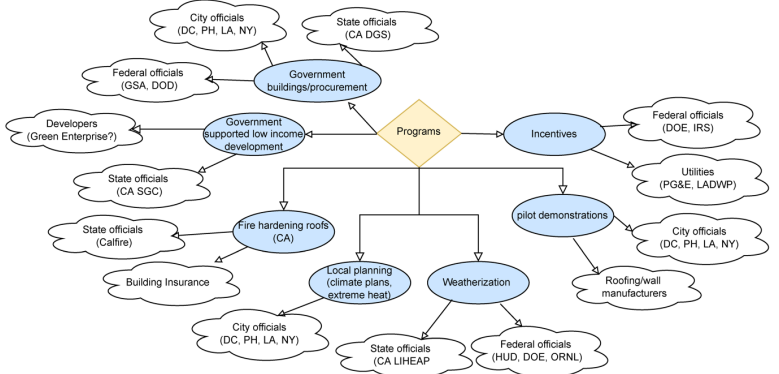 City officials
(DC, PH, LA, NY)
State officials
(CA DGS)
Federal officials
(GSA, DOD)
Government
buildings/procurement
Developers
(Green Enterprise?)
Government
supported low income
development
Programs
Incentives
Federal officials
(DOE, IRS)
Utilities
(PG&E, LADWP)
State officials
(CA SGC)
State officials
(Calfire)
Fire hardening roofs
(CA)
pilot demonstrations
City officials
(DC, PH, LA, NY)
Building Insurance
Local planning
(climate plans,
extreme heat)
Weatherization
Roofing/wall
manufacturers
City officials
(DC, PH, LA, NY)
State officials
(CA LIHEAP
Federal officials
(HUD, DOE, ORNL)